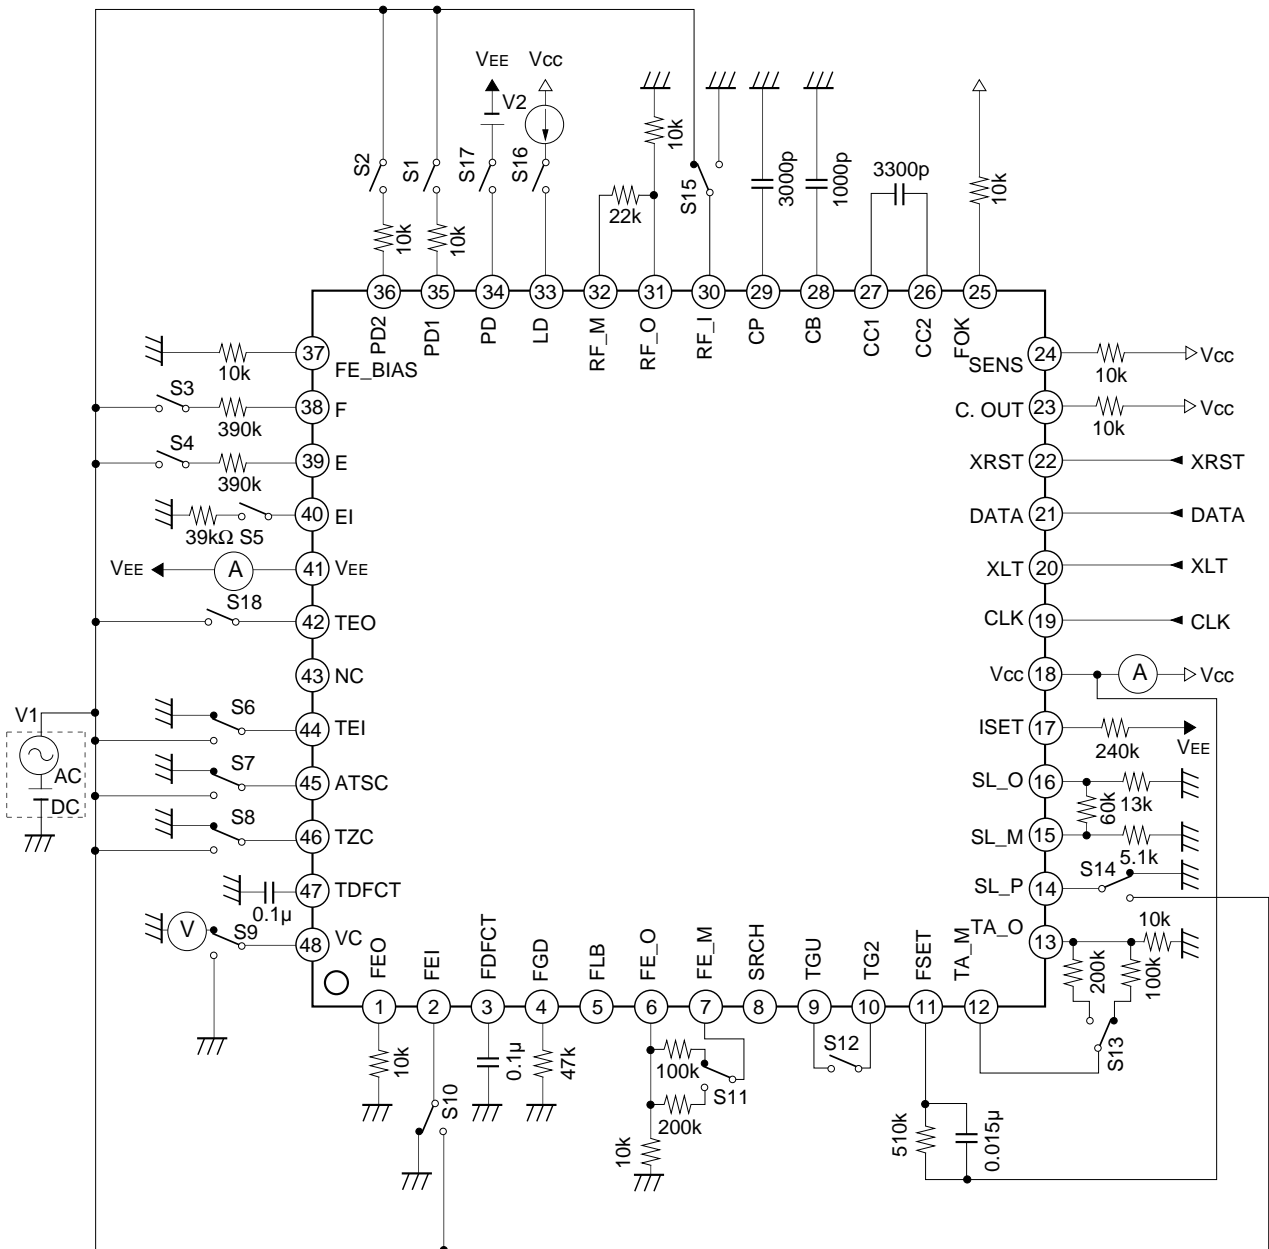 VEE
Vcc
V2
S2
S1
S17
S16
10k
22k
S15
3000p
1000p
3300p
10k
10k
10k
36
35
34
33
32
31
30
29
28
27
26
25
PD2
PD1
PD
LD
RF_M
RF_O
RF_I
CP
CB
CC1
CC2
FOK
10k
37
FE_BIAS
S3
390k
38
F
S4
390k
39
E
39kΩ S5
40
EI
VEE
A
41
VEE
S18
42
TEO
43
NC
V1
AC
DC
S6
44
TEI
S7
45
ATSC
S8
46
TZC
0.1µ
47
TDFCT
V
S9
48
VC
SENS
24
10k
Vcc
C. OUT
23
10k
Vcc
XRST
22
XRST
DATA
21
DATA
XLT
20
XLT
CLK
19
CLK
Vcc
18
A
Vcc
ISET
17
240k
VEE
SL_O
16
13k
60k
SL_M
15
5.1k
S14
SL_P
14
TA_O
13
10k
200k
100k
S13
FEO
FEI
FDFCT
FGD
FLB
FE_O
FE_M
SRCH
TGU
TG2
FSET
TA_M
1
2
3
4
5
6
7
8
9
10
11
12
10k
S10
0.1µ
47k
100k
S11
200k
10k
S12
510k
0.015µ